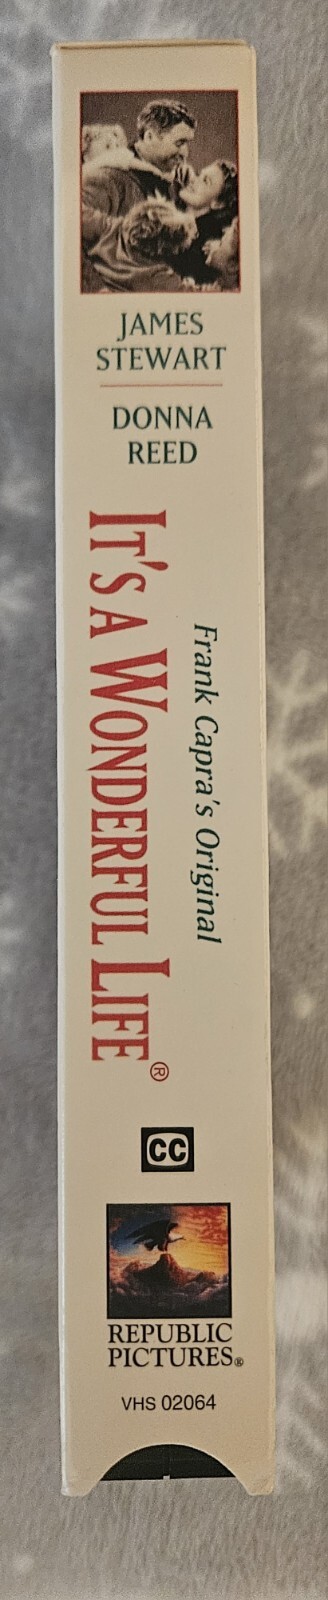 JAMES
STEWART
DONNA
REED
Frank Capra's Original
IT'S A WONDERFUL LIFE®
CC
REPUBLIC
PICTURES®
VHS 02064